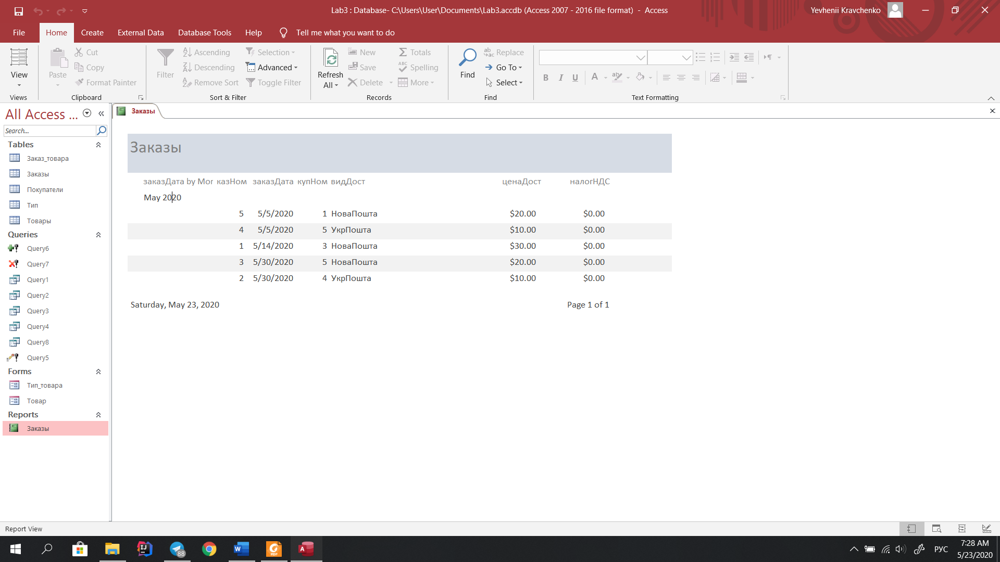 Lab3 : Database- C:\Users\User\Documents\Lab3.accdb (Access 2007 - 2016 file format) - Access
Yevhenii Kravchenko
File Home Create External Data Database Tools Help Tell me what you want to do
View
Views
Paste
Cut
Copy
Format Painter
Clipboard
Filter
Ascending
Descending
Remove Sort
Selection
Advanced
Toggle Filter
Sort & Filter
Refresh
All
New
Save
Delete
Totals
Spelling
More
Records
Find
Replace
Go To
Select
Find
B I U
Text Formatting
All Access ...
Search...
Tables
Заказ_товара
Заказы
Покупатели
Тип
Товары
Queries
Query6
Query7
Query1
Query2
Query3
Query4
Query8
Query5
Forms
Тип_товара
Товар
Reports
Заказы
Заказы
Заказы
заказДата by Mor казНом заказДата купНом видДост ценаДост налогНДС
May 2020
5 5/5/2020 1 НоваПошта $20.00 $0.00
4 5/5/2020 5 УкрПошта $10.00 $0.00
1 5/14/2020 3 НоваПошта $30.00 $0.00
3 5/30/2020 5 НоваПошта $20.00 $0.00
2 5/30/2020 4 УкрПошта $10.00 $0.00
Saturday, May 23, 2020 Page 1 of 1
Report View
88
РУС
7:28 AM
5/23/2020